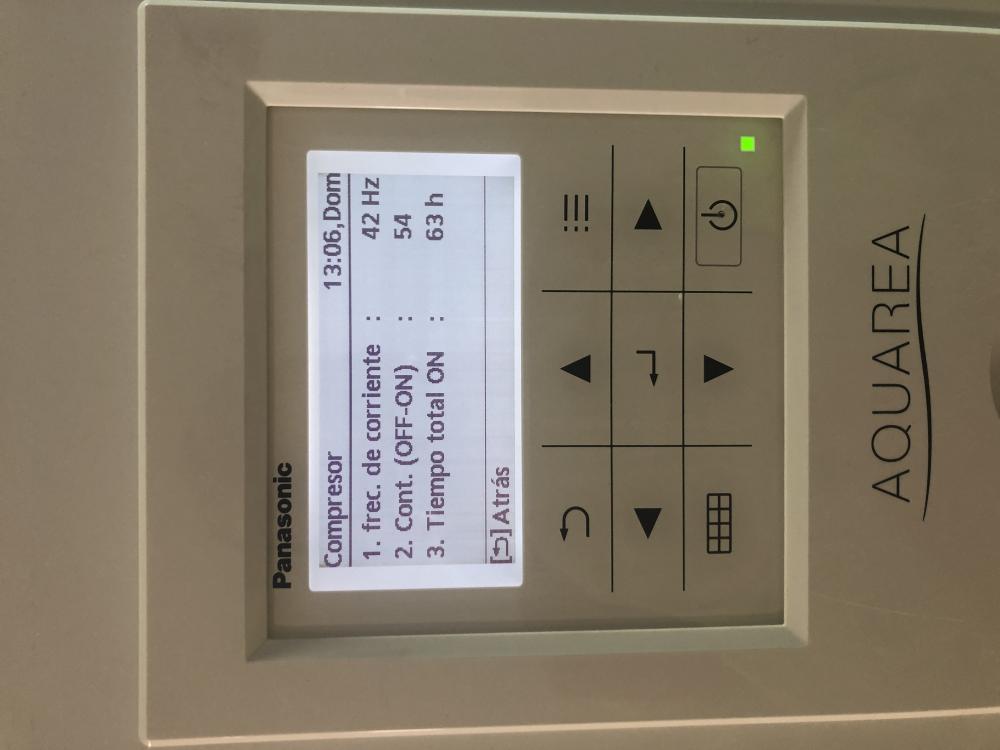 Panasonic
Compresor 13:06,Dom
1. frec. de corriente : 42 Hz
2. Cont. (OFF-ON) : 54
3. Tiempo total ON : 63 h
[⮌] Atrás
AQUAREA